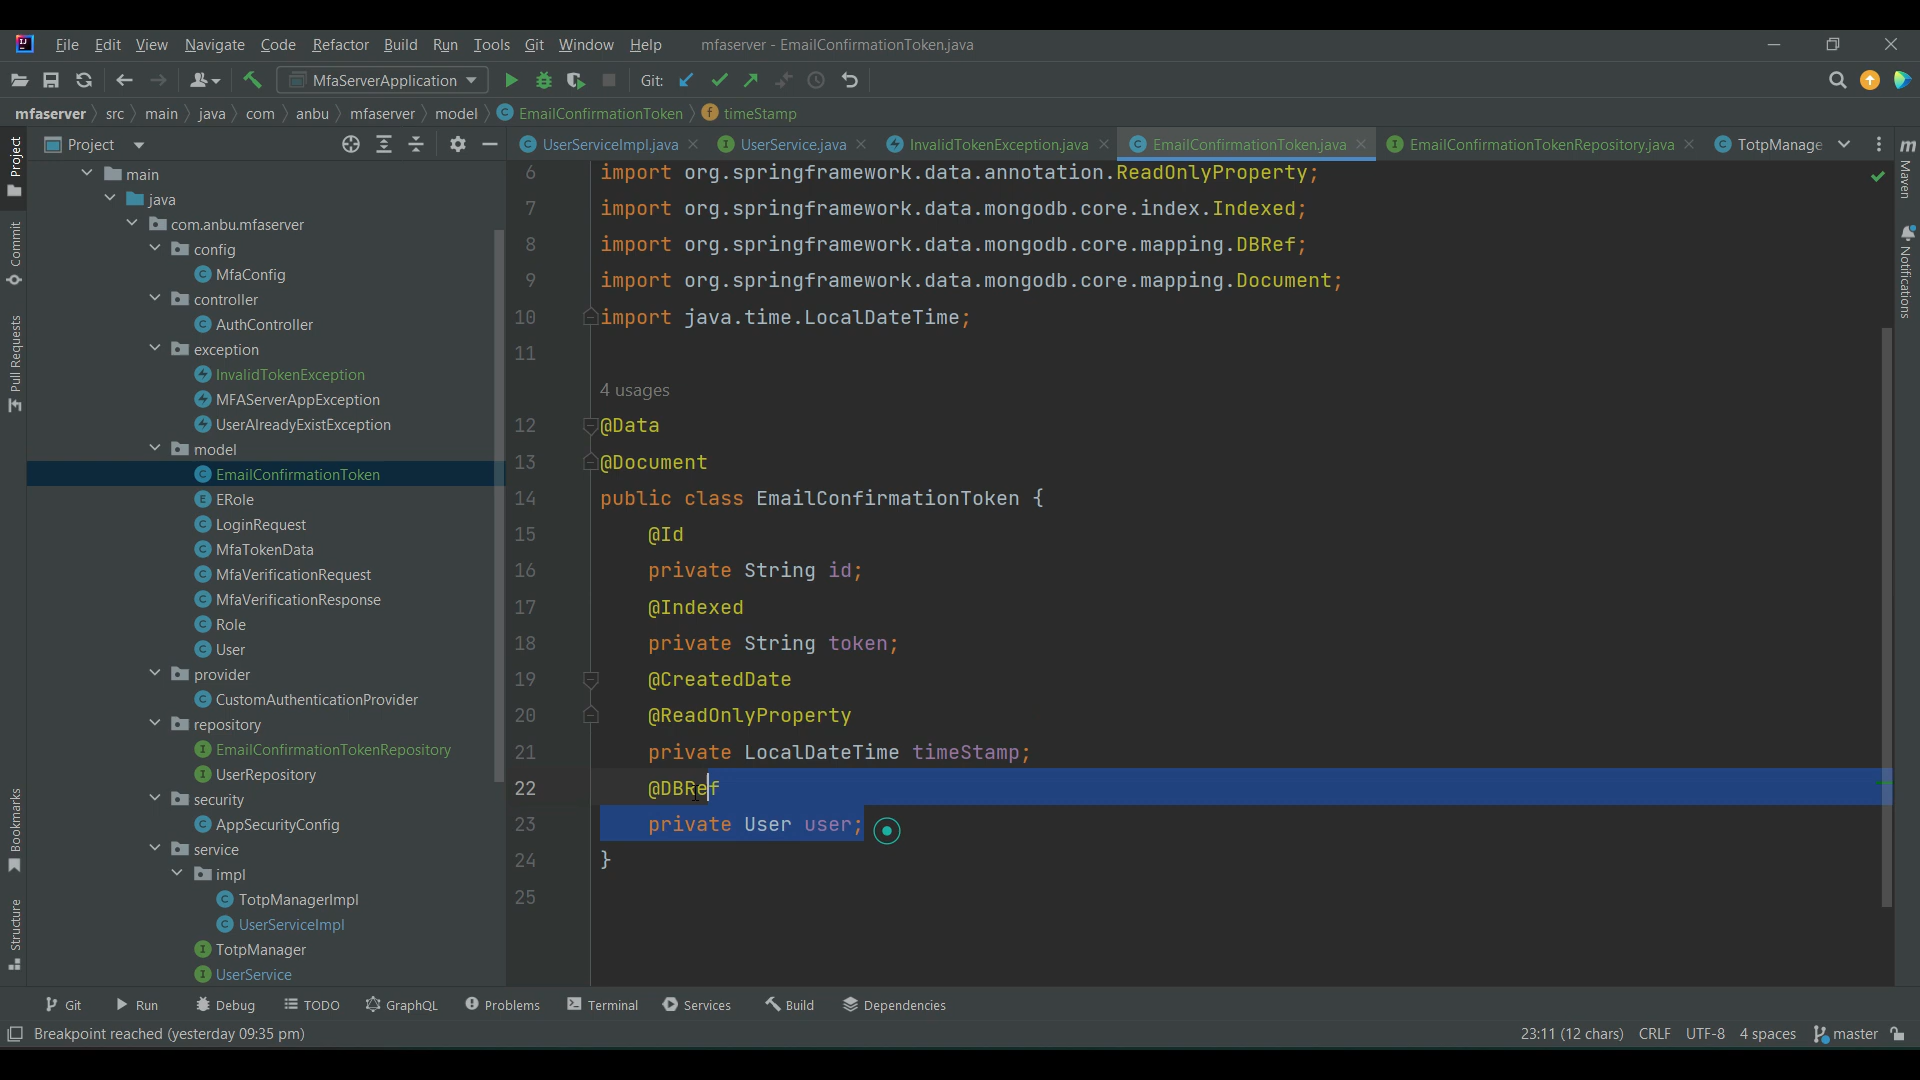 File Edit View Navigate Code Refactor Build Run Tools Git Window Help mfaserver - EmailConfirmationToken.java
MfaServerApplication Git:
mfaserver src main java com anbu mfaserver model EmailConfirmationToken timeStamp
Project
UserServiceImpl.java UserService.java InvalidTokenException.java EmailConfirmationToken.java EmailConfirmationTokenRepository.java TotpManage
Project
Commit
Pull Requests
Bookmarks
Structure
main
java
com.anbu.mfaserver
config
MfaConfig
controller
AuthController
exception
InvalidTokenException
MFAServerAppException
UserAlreadyExistException
model
EmailConfirmationToken
ERole
LoginRequest
MfaTokenData
MfaVerificationRequest
MfaVerificationResponse
Role
User
provider
CustomAuthenticationProvider
repository
EmailConfirmationTokenRepository
UserRepository
security
AppSecurityConfig
service
impl
TotpManagerImpl
UserServiceImpl
TotpManager
UserService
6 import org.springframework.data.annotation.ReadOnlyProperty;
7 import org.springframework.data.mongodb.core.index.Indexed;
8 import org.springframework.data.mongodb.core.mapping.DBRef;
9 import org.springframework.data.mongodb.core.mapping.Document;
10 import java.time.LocalDateTime;
11
4 usages
12 @Data
13 @Document
14 public class EmailConfirmationToken {
15 @Id
16 private String id;
17 @Indexed
18 private String token;
19 @CreatedDate
20 @ReadOnlyProperty
21 private LocalDateTime timeStamp;
22 @DBRef
23 private User user;
24 }
25
Maven
Notifications
Git Run Debug TODO GraphQL Problems Terminal Services Build Dependencies
Breakpoint reached (yesterday 09:35 pm) 23:11 (12 chars) CRLF UTF-8 4 spaces master